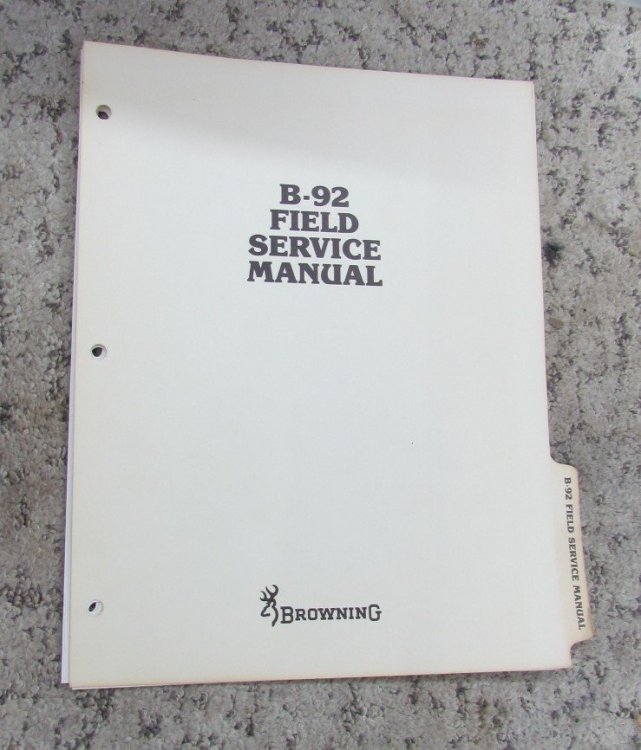 B-92
FIELD
SERVICE
MANUAL
B-92 FIELD SERVICE MANUAL
BROWNING